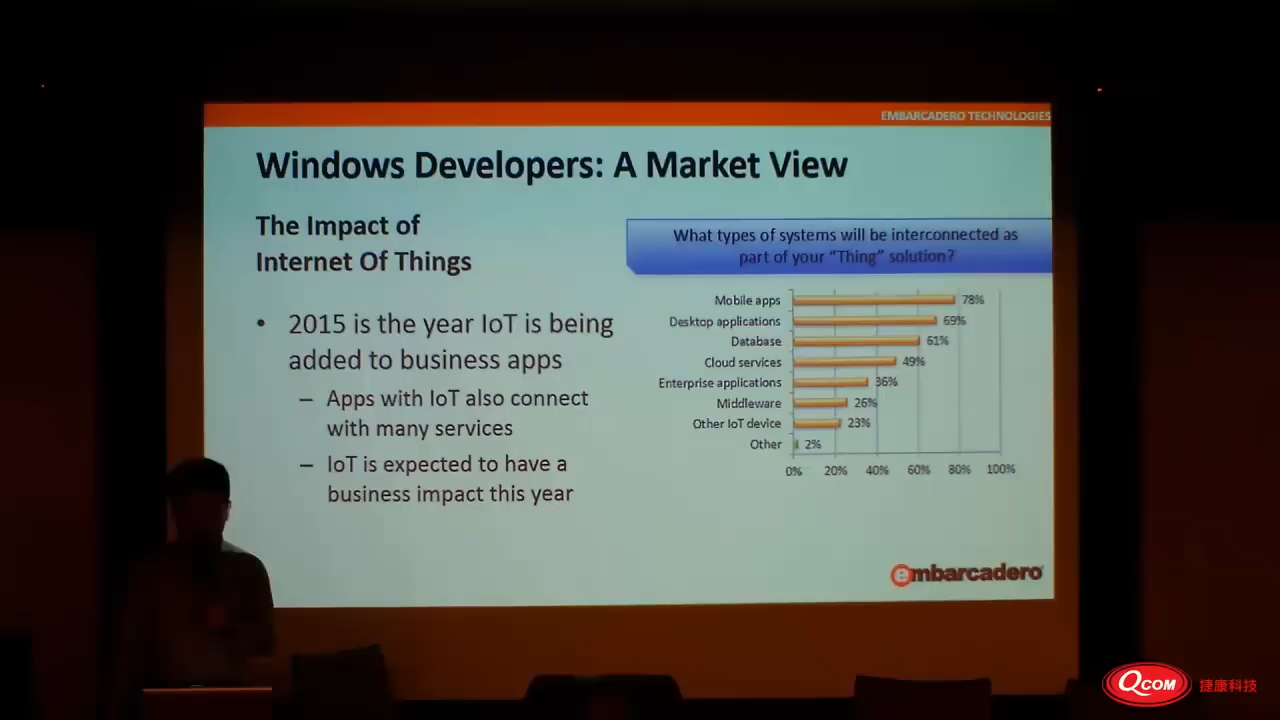 EMBARCADERO TECHNOLOGIES
Windows Developers: A Market View
The Impact of
Internet Of Things
• 2015 is the year IoT is being
added to business apps
– Apps with IoT also connect
with many services
– IoT is expected to have a
business impact this year
What types of systems will be interconnected as
part of your “Thing” solution?
Mobile apps 78%
Desktop applications 69%
Database 61%
Cloud services 49%
Enterprise applications 36%
Middleware 26%
Other IoT device 23%
Other 2%
0% 20% 40% 60% 80% 100%
embarcadero
QCOM 捷康科技